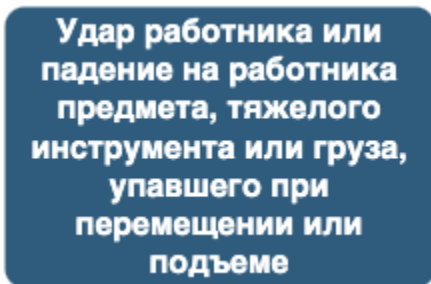 Удар работника или
падение на работника
предмета, тяжелого
инструмента или груза,
упавшего при
перемещении или
подъеме